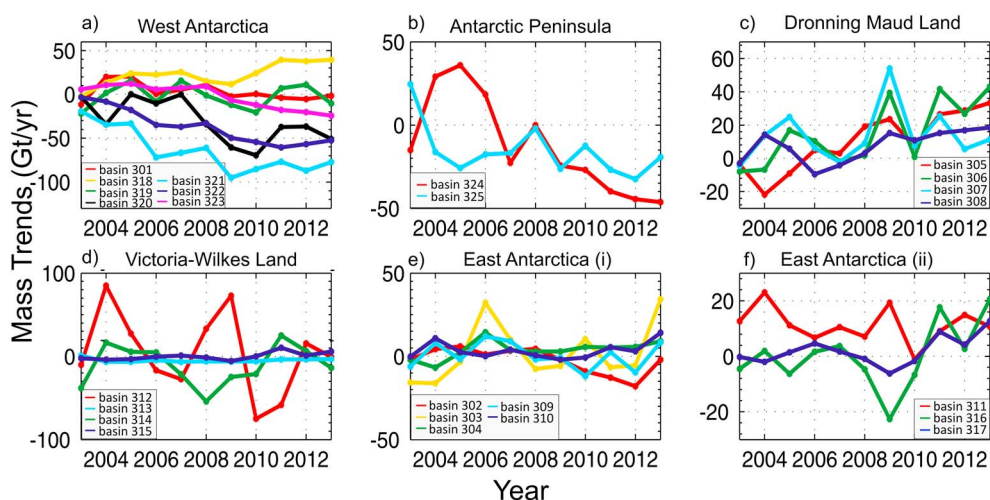 a) West Antarctica
b) Antarctic Peninsula
c) Dronning Maud Land
50
0
-50
-100
basin 301
basin 318
basin 319
basin 320
basin 321
basin 322
basin 323
2004 2006 2008 2010 2012
50
0
-50
basin 324
basin 325
2004 2006 2008 2010 2012
60
40
20
0
-20
basin 305
basin 306
basin 307
basin 308
2004 2006 2008 2010 2012
Mass Trends,(Gt/yr)
d) Victoria-Wilkes Land
e) East Antarctica (i)
f) East Antarctica (ii)
100
0
-100
basin 312
basin 313
basin 314
basin 315
2004 2006 2008 2010 2012
50
0
-50
basin 302
basin 303
basin 304
basin 309
basin 310
2004 2006 2008 2010 2012
20
0
-20
basin 311
basin 316
basin 317
2004 2006 2008 2010 2012
Year